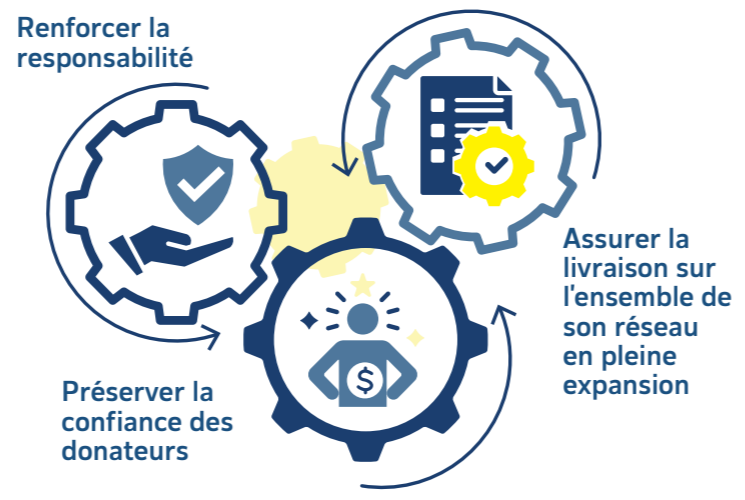 Renforcer la
responsabilité
Assurer la
livraison sur
l'ensemble de
son réseau
en pleine
expansion
$
Préserver la
confiance des
donateurs